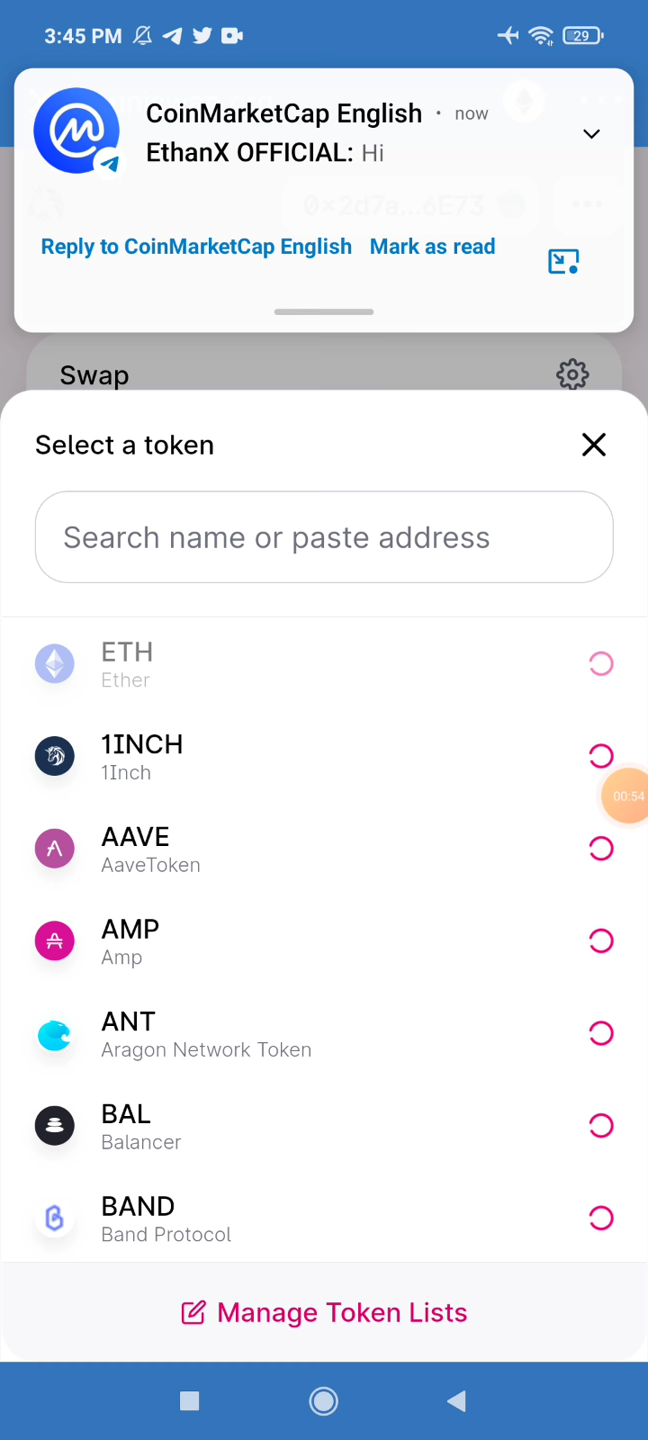 3:45 PM
29
CoinMarketCap English • now
EthanX OFFICIAL: Hi
0x2d7a...6E73
Reply to CoinMarketCap English Mark as read
Swap
Select a token
Search name or paste address
ETH
Ether
1INCH
1Inch
00:54
AAVE
AaveToken
AMP
Amp
ANT
Aragon Network Token
BAL
Balancer
BAND
Band Protocol
Manage Token Lists